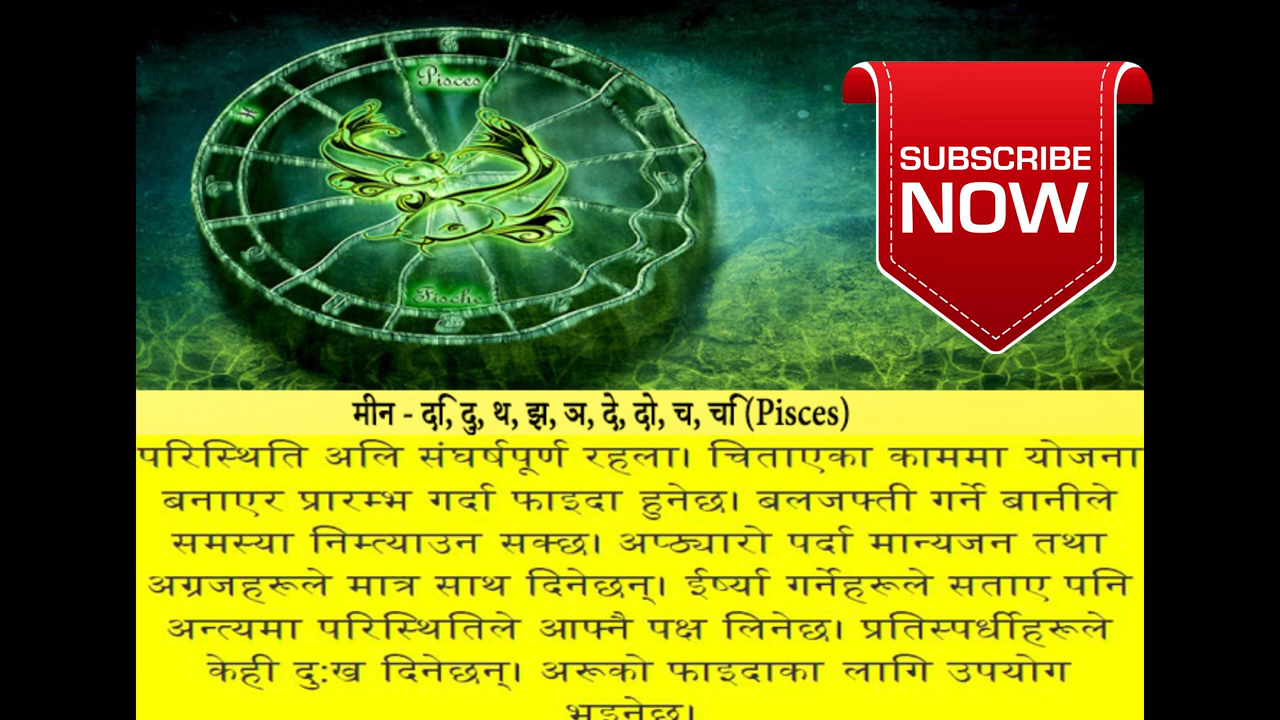 Pisces
SUBSCRIBE
NOW
Fische
मीन - दि, दु, थ, झ, ञ, दे, दो, च, चि (Pisces)
परिस्थिति अलि संघर्षपूर्ण रहला। चिताएका काममा योजना
बनाएर प्रारम्भ गर्दा फाइदा हुनेछ। बलजफ्ती गर्ने बानीले
समस्या निम्त्याउन सक्छ। अप्ठ्यारो पर्दा मान्यजन तथा
अग्रजहरूले मात्र साथ दिनेछन्। ईर्ष्या गर्नेहरूले सताए पनि
अन्त्यमा परिस्थितिले आफ्नै पक्ष लिनेछ। प्रतिस्पर्धीहरूले
केही दुःख दिनेछन्। अरूको फाइदाका लागि उपयोग
भइनेछ।